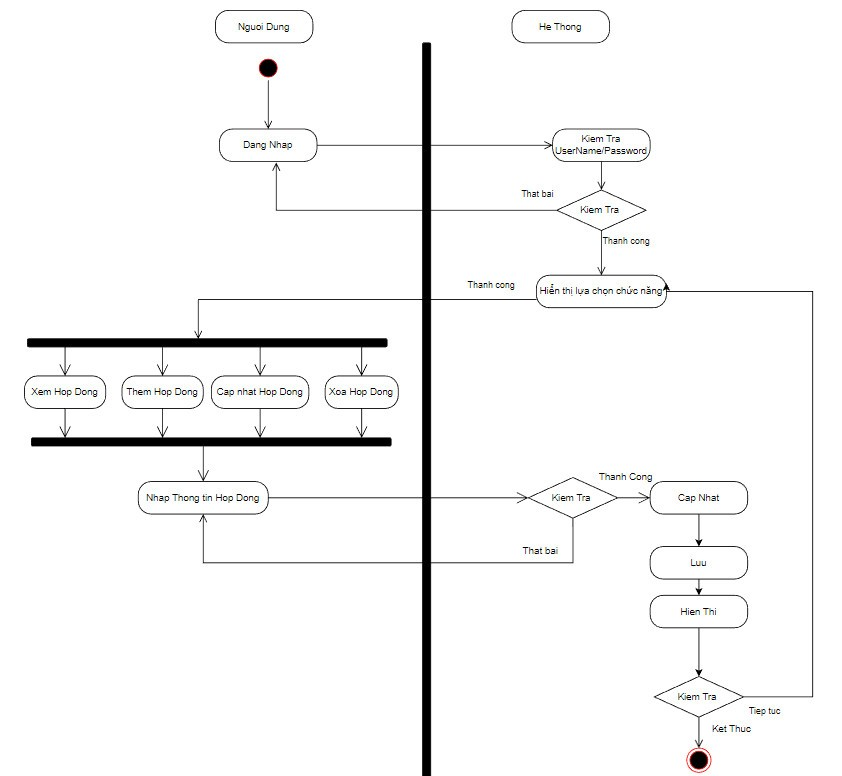 Nguoi Dung
He Thong
Dang Nhap
Kiem Tra
UserName/Password
That bai
Kiem Tra
Thanh cong
Thanh cong
Hiển thị lựa chọn chức năng
Xem Hop Dong
Them Hop Dong
Cap nhat Hop Dong
Xoa Hop Dong
Nhap Thong tin Hop Dong
Kiem Tra
Thanh Cong
Cap Nhat
That bai
Luu
Hien Thi
Kiem Tra
Tiep tuc
Ket Thuc